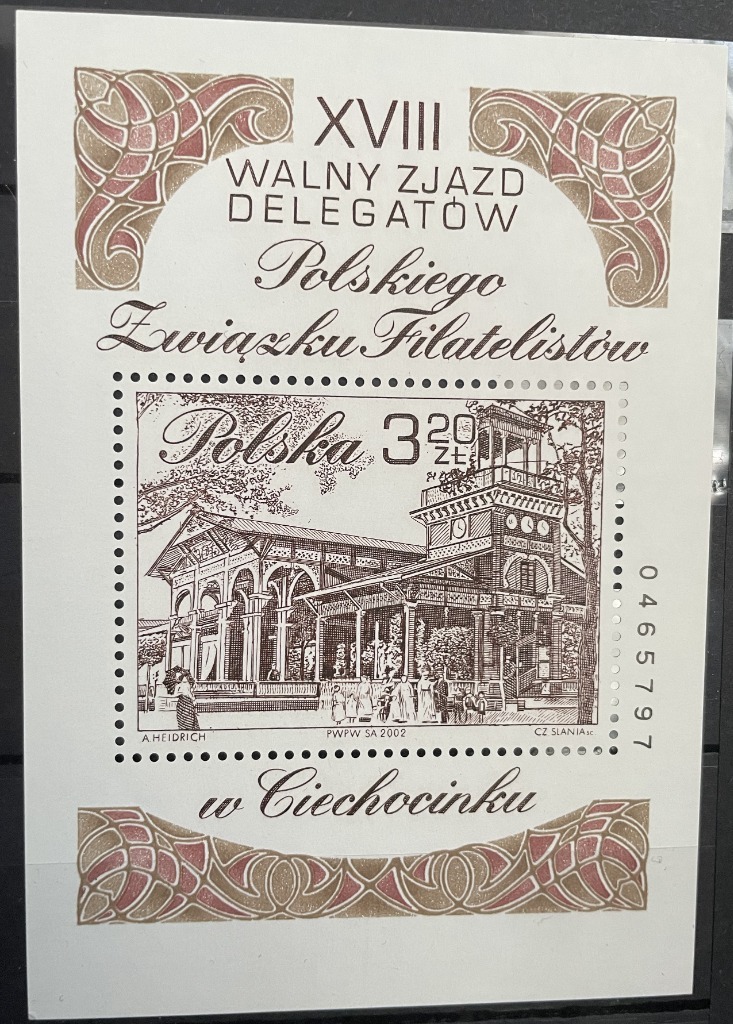 XVIII
WALNY ZJAZD
DELEGATÓW
Polskiego
Związku Filatelistów
Polska 3 20 ZŁ
A.HEIDRICH PWPW SA 2002 CZ SLANIA sc.
0465797
w Ciechocinku